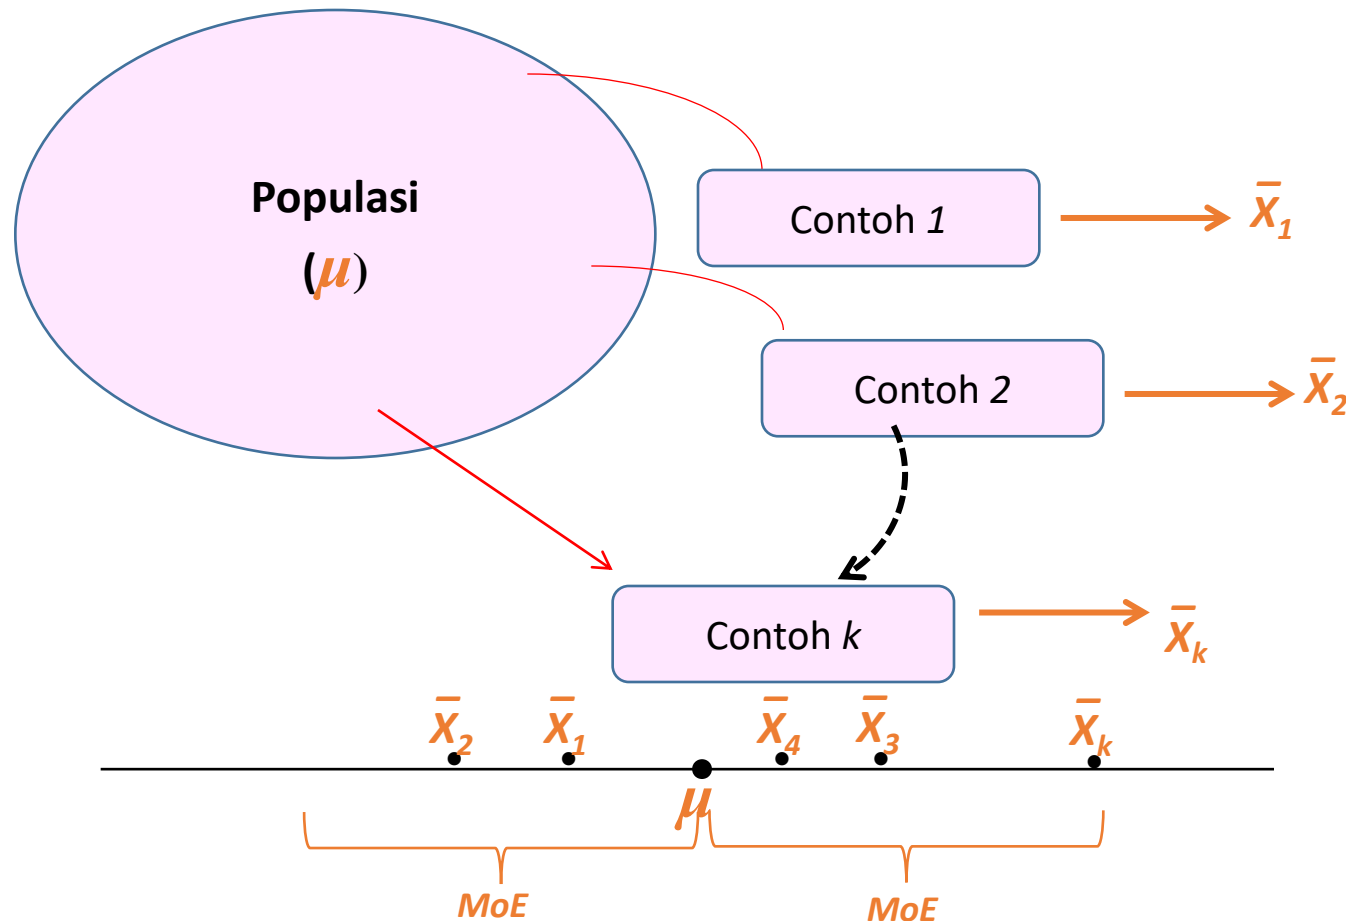 Populasi
(μ)
Contoh 1
X̄₁
Contoh 2
X̄₂
Contoh k
X̄ₖ
X̄₂ X̄₁ X̄₄ X̄₃ X̄ₖ
μ
MoE MoE